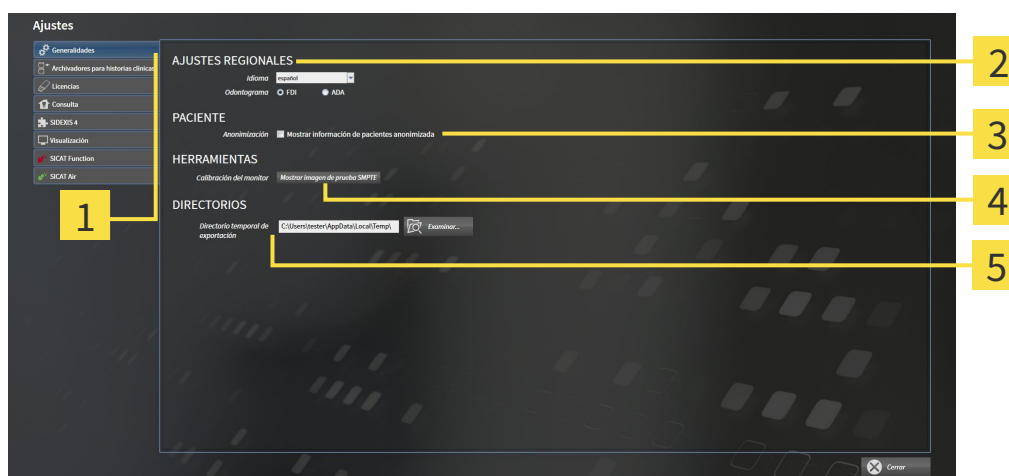 Ajustes
Generalidades
Archivadores para historias clínicas
Licencias
Consulta
SIDEXIS 4
Visualización
SICAT Function
SICAT Air
AJUSTES REGIONALES
Idioma español
Odontograma FDI ADA
PACIENTE
Anonimización Mostrar información de pacientes anonimizada
HERRAMIENTAS
Calibración del monitor Mostrar imagen de prueba SMPTE
DIRECTORIOS
Directorio temporal de exportación C:\Users\tester\AppData\Local\Temp\ Examinar...
Cerrar
1
2
3
4
5